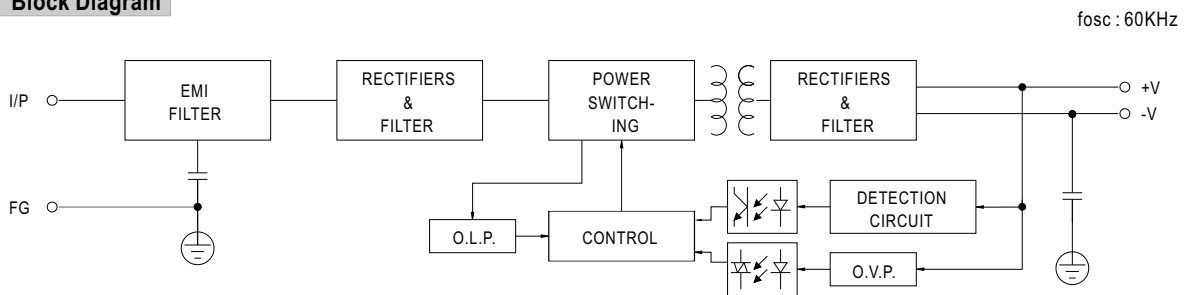 Block Diagram
fosc : 60KHz
I/P
EMI
FILTER
RECTIFIERS
&
FILTER
POWER
SWITCH-
ING
RECTIFIERS
&
FILTER
+V
-V
FG
O.L.P.
CONTROL
DETECTION
CIRCUIT
O.V.P.